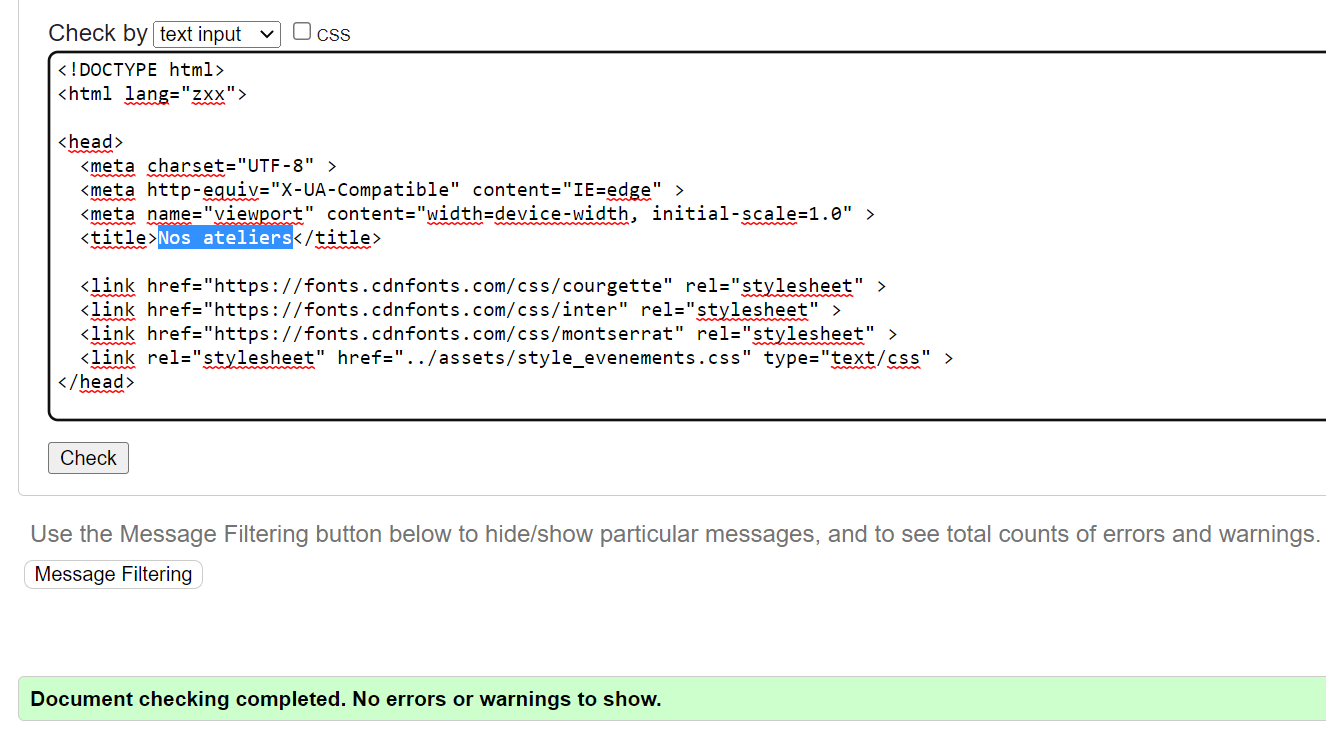 Check by text input CSS
<!DOCTYPE html>
<html lang="zxx">
<head>
<meta charset="UTF-8" >
<meta http-equiv="X-UA-Compatible" content="IE=edge" >
<meta name="viewport" content="width=device-width, initial-scale=1.0" >
<title>Nos ateliers</title>
<link href="https://fonts.cdnfonts.com/css/courgette" rel="stylesheet" >
<link href="https://fonts.cdnfonts.com/css/inter" rel="stylesheet" >
<link href="https://fonts.cdnfonts.com/css/montserrat" rel="stylesheet" >
<link rel="stylesheet" href="../assets/style_evenements.css" type="text/css" >
</head>
Check
Use the Message Filtering button below to hide/show particular messages, and to see total counts of errors and warnings.
Message Filtering
Document checking completed. No errors or warnings to show.